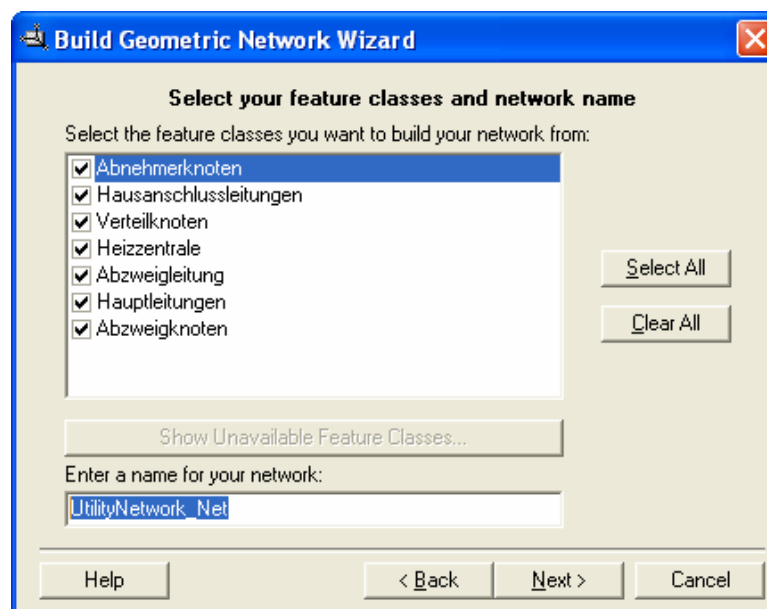 Build Geometric Network Wizard
Select your feature classes and network name
Select the feature classes you want to build your network from:
Abnehmerknoten
Hausanschlussleitungen
Verteilknoten
Heizzentrale
Abzweigleitung
Hauptleitungen
Abzweigknoten
Select All
Clear All
Show Unavailable Feature Classes...
Enter a name for your network:
UtilityNetwork_Net
Help < Back Next > Cancel